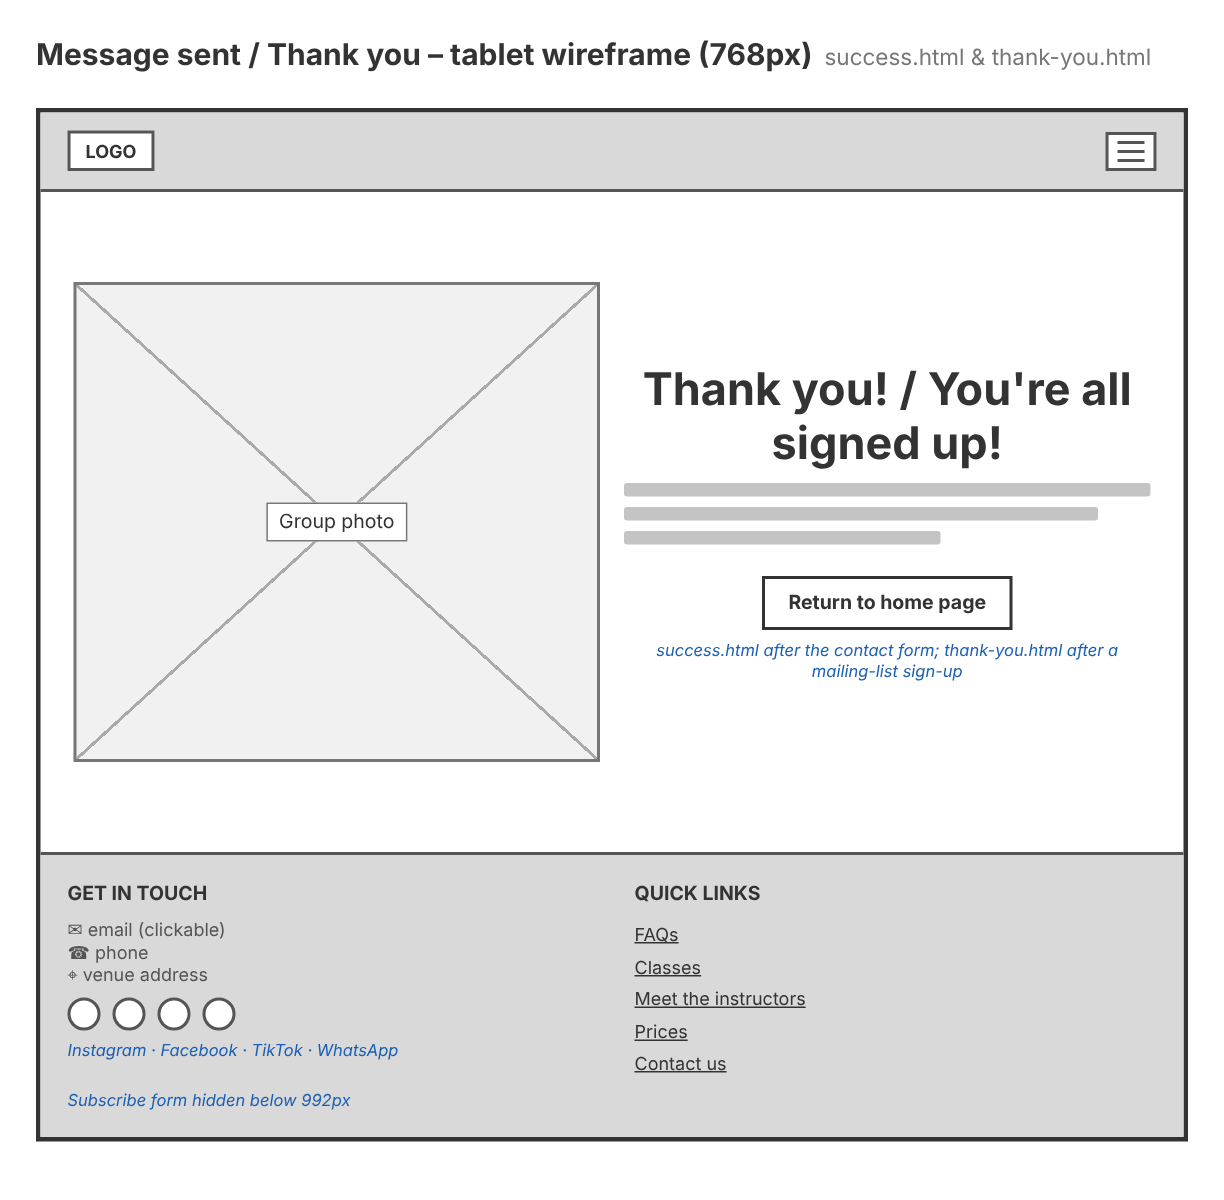 Message sent / Thank you – tablet wireframe (768px) success.html & thank-you.html
LOGO
Group photo
Thank you! / You're all
signed up!
Return to home page
success.html after the contact form; thank-you.html after a
mailing-list sign-up
GET IN TOUCH
✉ email (clickable)
☎ phone
⌖ venue address
Instagram · Facebook · TikTok · WhatsApp
Subscribe form hidden below 992px
QUICK LINKS
FAQs
Classes
Meet the instructors
Prices
Contact us